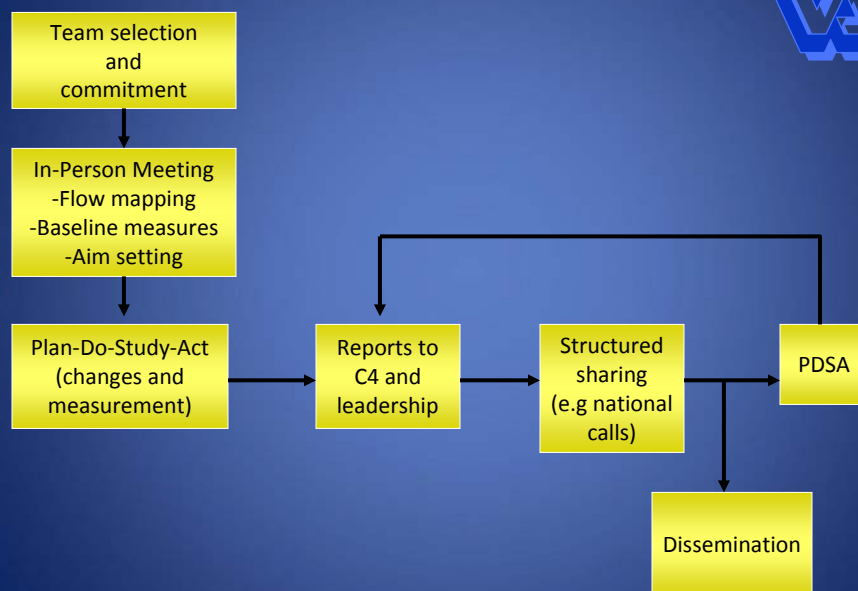 Team selection
and
commitment
In-Person Meeting
-Flow mapping
-Baseline measures
-Aim setting
Plan-Do-Study-Act
(changes and
measurement)
Reports to
C4 and
leadership
Structured
sharing
(e.g national
calls)
PDSA
Dissemination